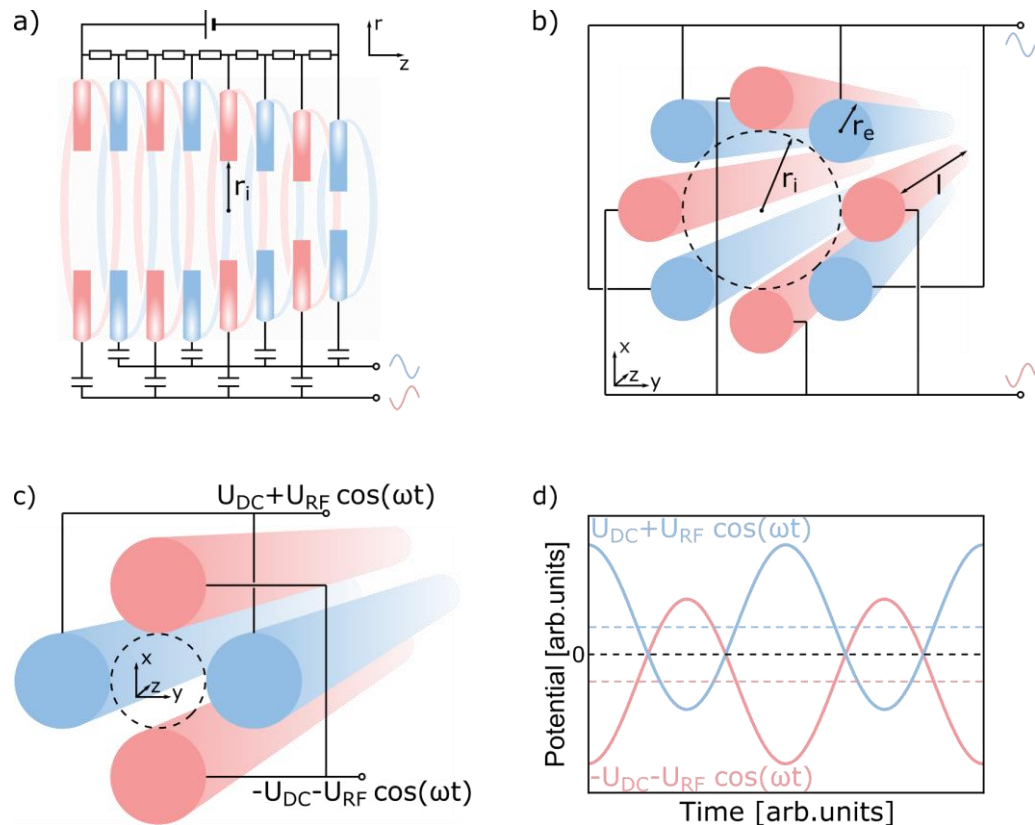 a)
r
z
r_i
b)
r_e
r_i
l
x
z
y
c)
U_DC+U_RF cos(ωt)
x
z
y
-U_DC-U_RF cos(ωt)
d)
U_DC+U_RF cos(ωt)
Potential [arb.units]
0
-U_DC-U_RF cos(ωt)
Time [arb.units]